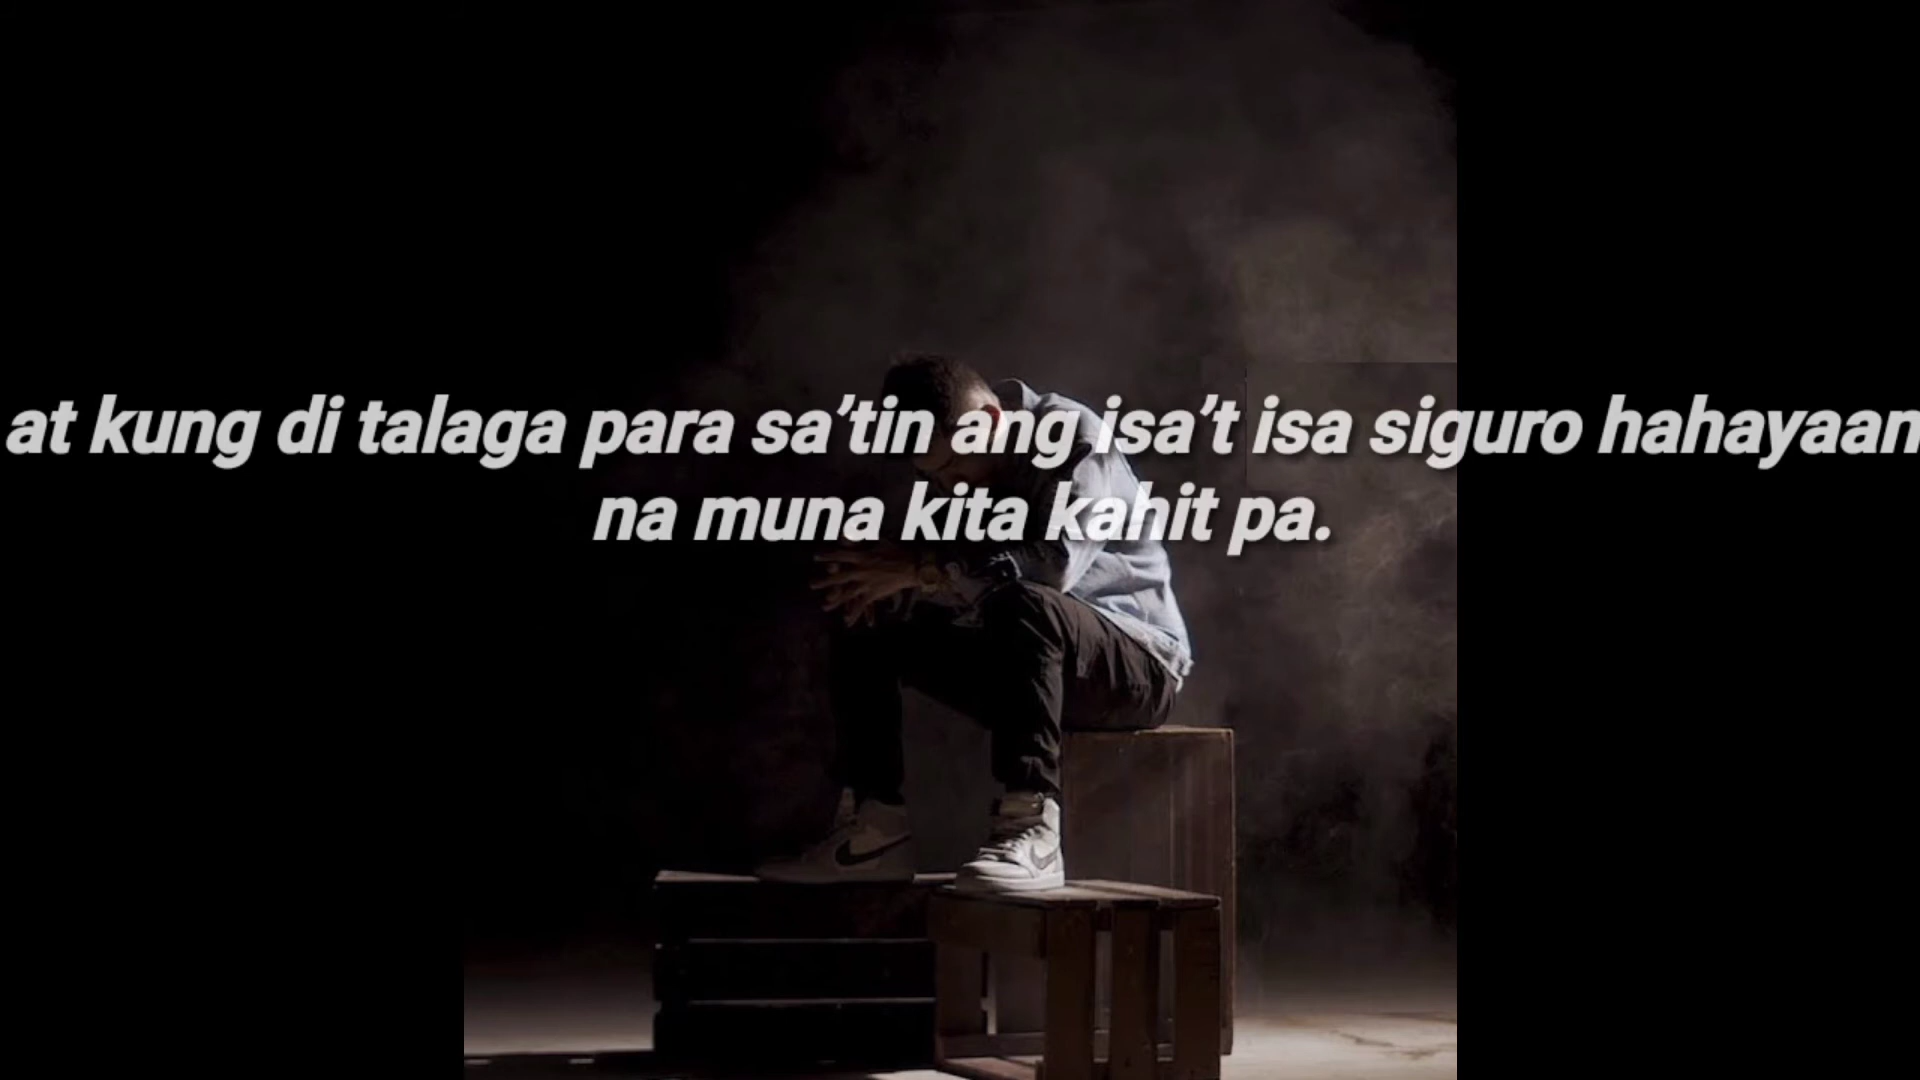 at kung di talaga para sa’tin ang isa’t isa siguro hahayaan
na muna kita kahit pa.